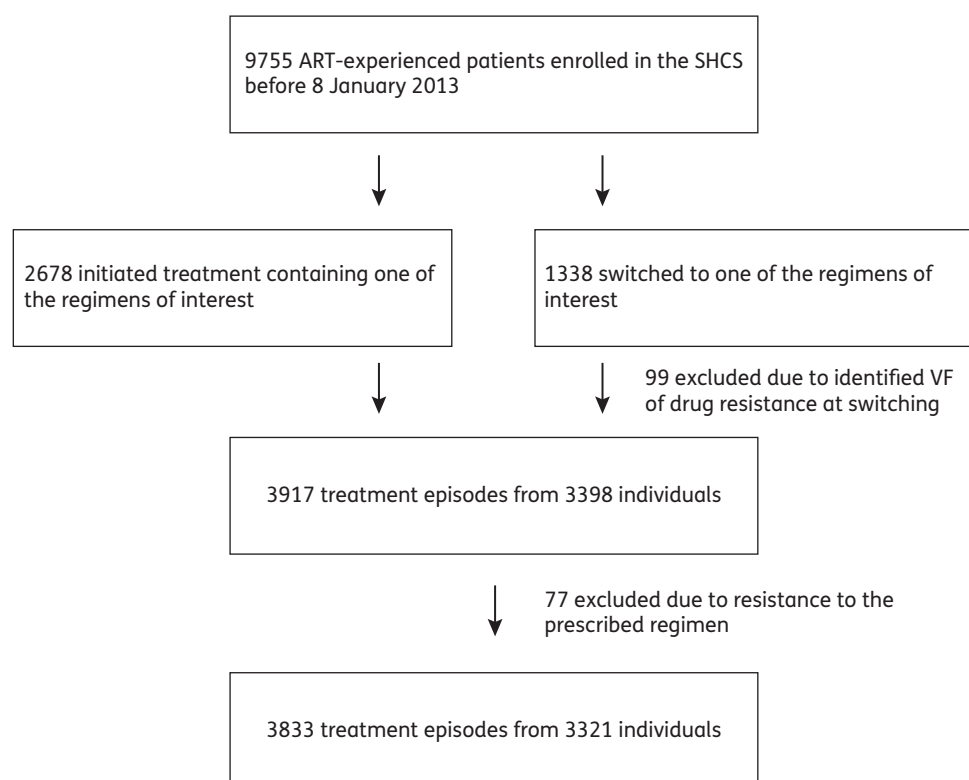 9755 ART-experienced patients enrolled in the SHCS
before 8 January 2013
2678 initiated treatment containing one of
the regimens of interest
1338 switched to one of the regimens of
interest
99 excluded due to identified VF
of drug resistance at switching
3917 treatment episodes from 3398 individuals
77 excluded due to resistance to the
prescribed regimen
3833 treatment episodes from 3321 individuals